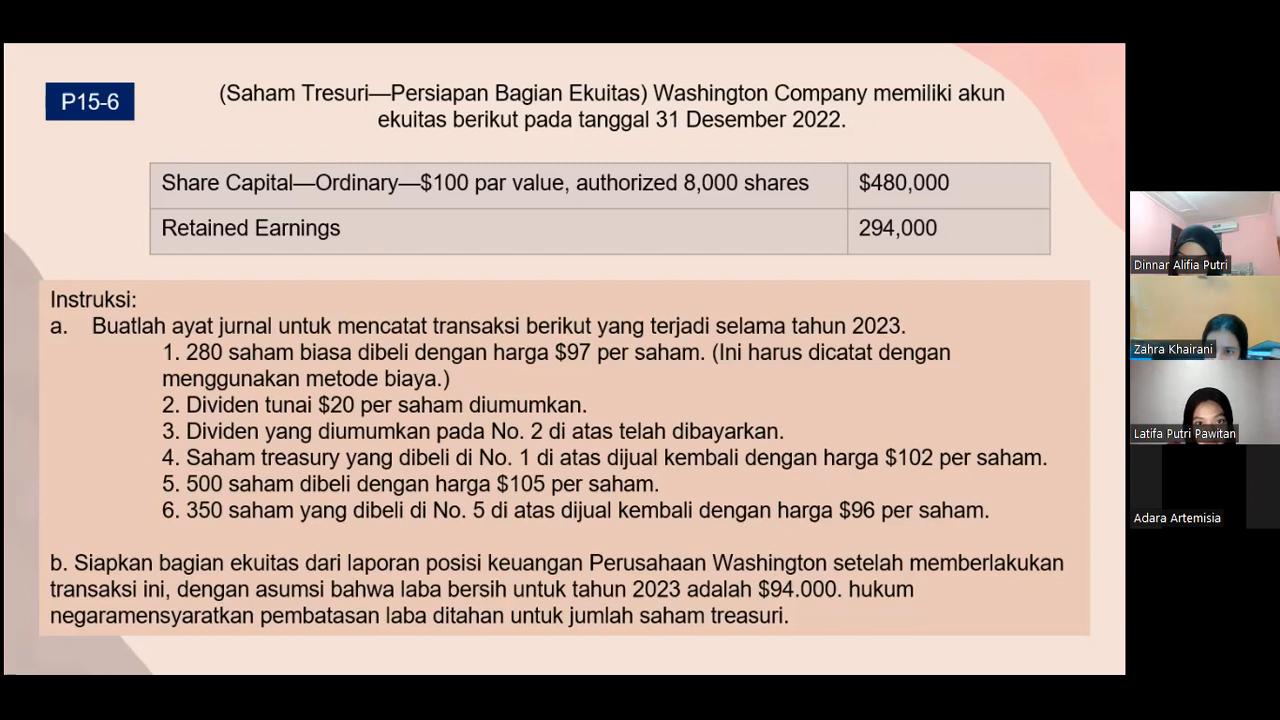 P15-6
(Saham Tresuri—Persiapan Bagian Ekuitas) Washington Company memiliki akun
ekuitas berikut pada tanggal 31 Desember 2022.
Share Capital—Ordinary—$100 par value, authorized 8,000 shares $480,000
Retained Earnings 294,000
Instruksi:
a. Buatlah ayat jurnal untuk mencatat transaksi berikut yang terjadi selama tahun 2023.
1. 280 saham biasa dibeli dengan harga $97 per saham. (Ini harus dicatat dengan
menggunakan metode biaya.)
2. Dividen tunai $20 per saham diumumkan.
3. Dividen yang diumumkan pada No. 2 di atas telah dibayarkan.
4. Saham treasury yang dibeli di No. 1 di atas dijual kembali dengan harga $102 per saham.
5. 500 saham dibeli dengan harga $105 per saham.
6. 350 saham yang dibeli di No. 5 di atas dijual kembali dengan harga $96 per saham.
b. Siapkan bagian ekuitas dari laporan posisi keuangan Perusahaan Washington setelah memberlakukan
transaksi ini, dengan asumsi bahwa laba bersih untuk tahun 2023 adalah $94.000. hukum
negaramensyaratkan pembatasan laba ditahan untuk jumlah saham treasuri.
Dinnar Alifia Putri
Zahra Khairani
Latifa Putri Pawitan
Adara Artemisia